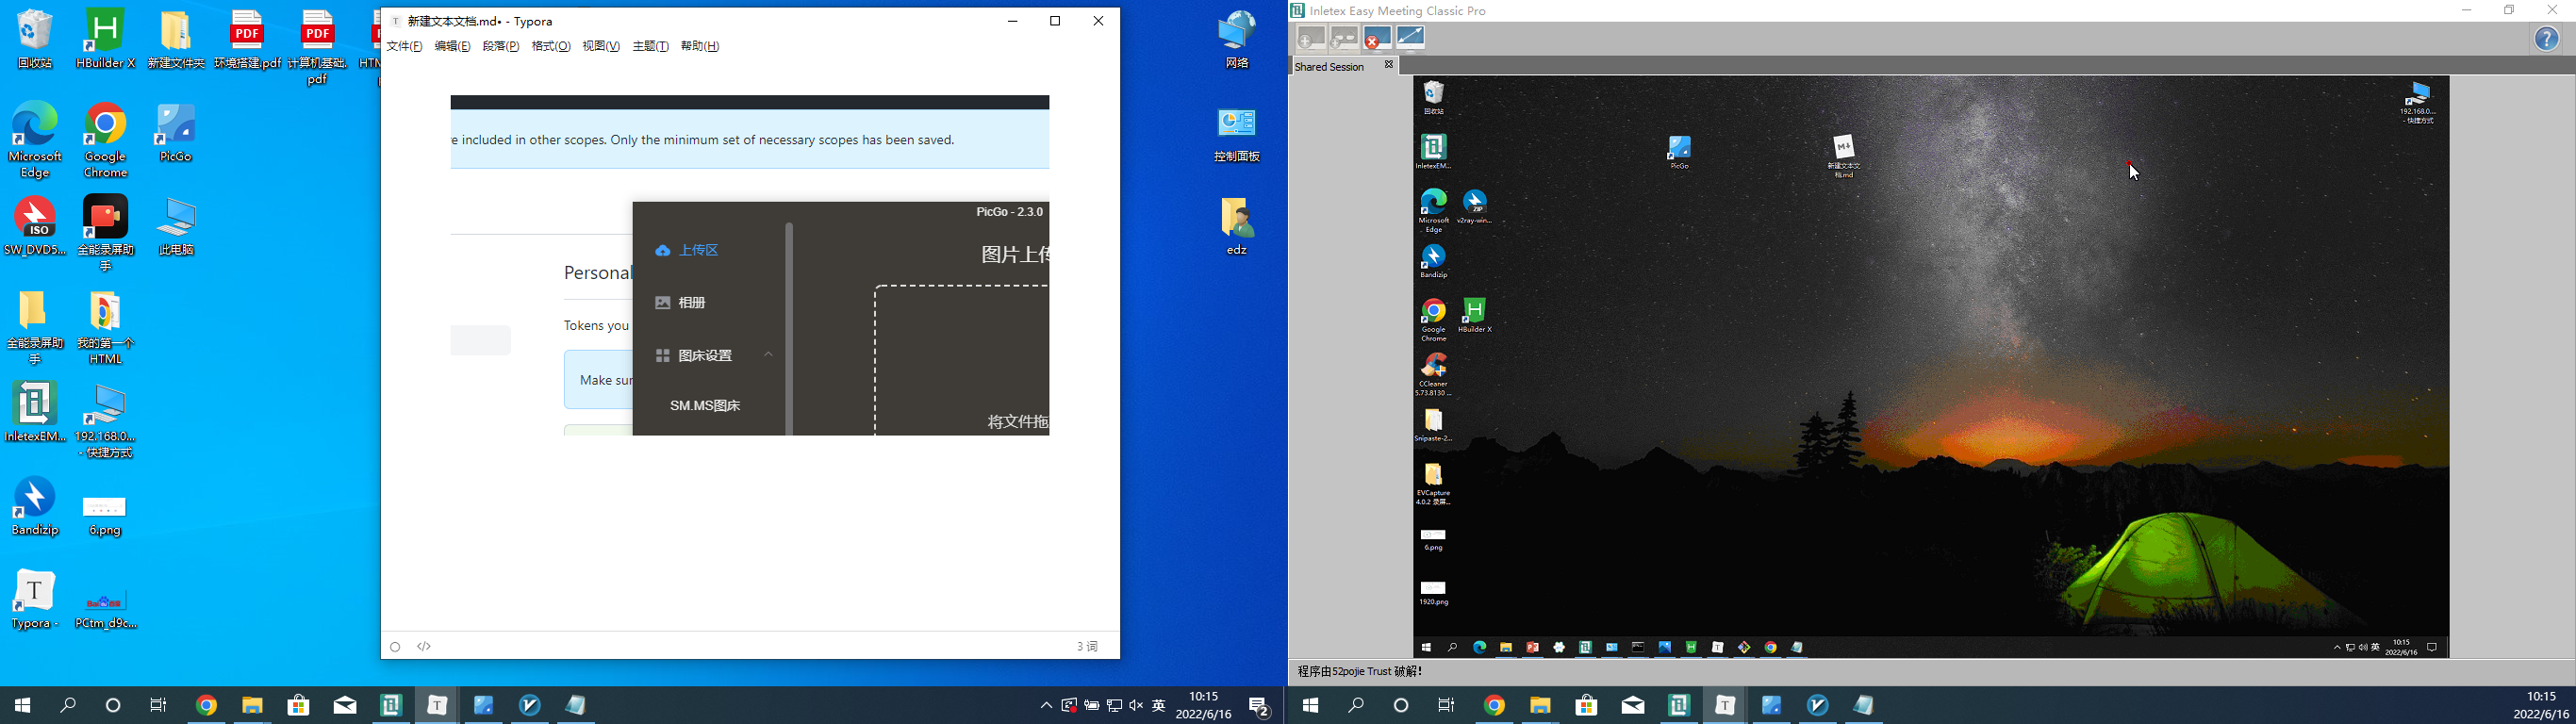 回收站
HBuilder X
新建文件夹
环境搭建.pdf
计算机基础.pdf
Microsoft Edge
Google Chrome
PicGo
SW_DVD5...
全能录屏助手
此电脑
全能录屏助手
我的第一个HTML
InletexEM...
192.168.0... - 快捷方式
Bandizip
6.png
Typora -
PCtm_d9c...
新建文本文档.md• - Typora
文件(F) 编辑(E) 段落(P) 格式(O) 视图(V) 主题(T) 帮助(H)
re included in other scopes. Only the minimum set of necessary scopes has been saved.
PicGo - 2.3.0
上传区
图片上传
Personal
相册
Tokens you
图床设置
Make sur
SM.MS图床
将文件拖
3 词
网络
控制面板
edz
英
10:15
2022/6/16
2
Inletex Easy Meeting Classic Pro
Shared Session
回收站
192.168.0... - 快捷方式
InletexEM...
PicGo
新建文本文档.md
Microsoft Edge
v2ray-win...
Bandizip
Google Chrome
HBuilder X
CCleaner 5.73.8130 ...
Snipaste-2...
EVCapture 4.0.2 录屏...
6.png
1920.png
英
10:15
2022/6/16
程序由52pojie Trust 破解!
10:15
2022/6/16